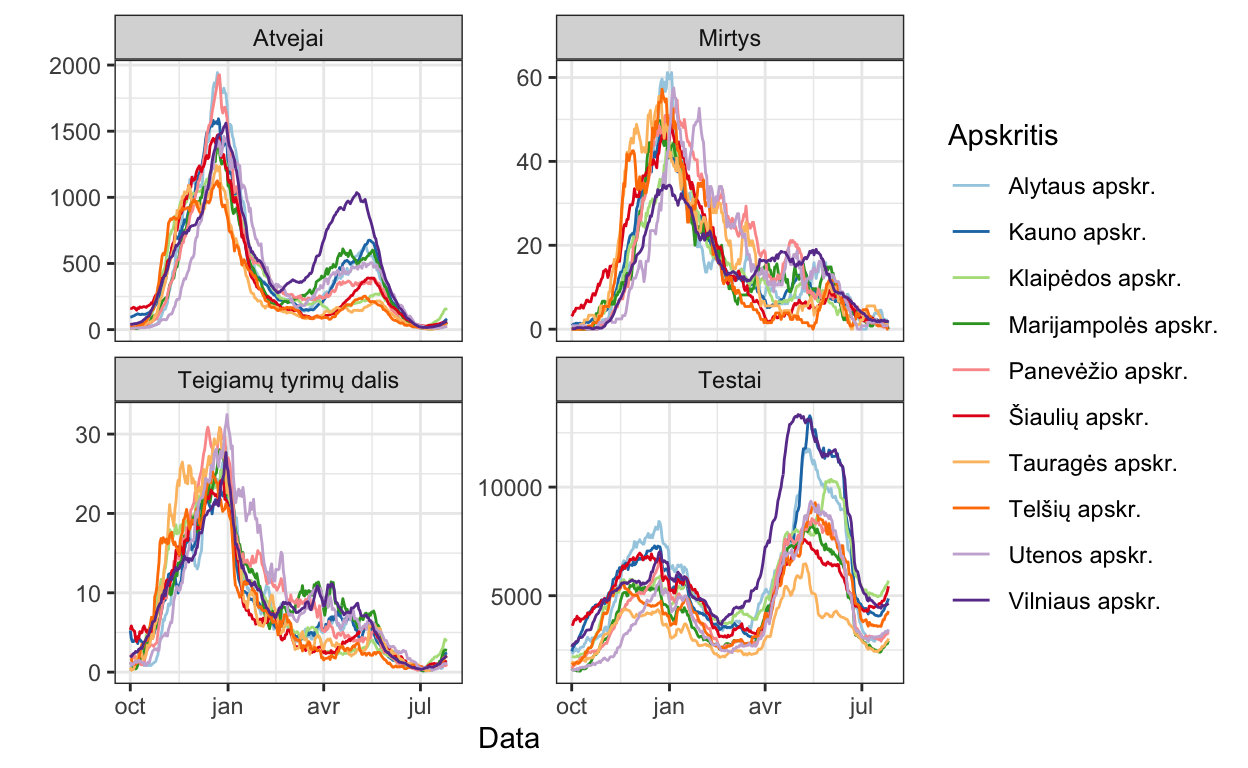 Atvejai
Mirtys
2000
1500
1000
500
0
60
40
20
0
Teigiamų tyrimų dalis
Testai
30
20
10
0
10000
5000
oct jan avr jul
oct jan avr jul
Data
Apskritis
Alytaus apskr.
Kauno apskr.
Klaipėdos apskr.
Marijampolės apskr.
Panevėžio apskr.
Šiaulių apskr.
Tauragės apskr.
Telšių apskr.
Utenos apskr.
Vilniaus apskr.